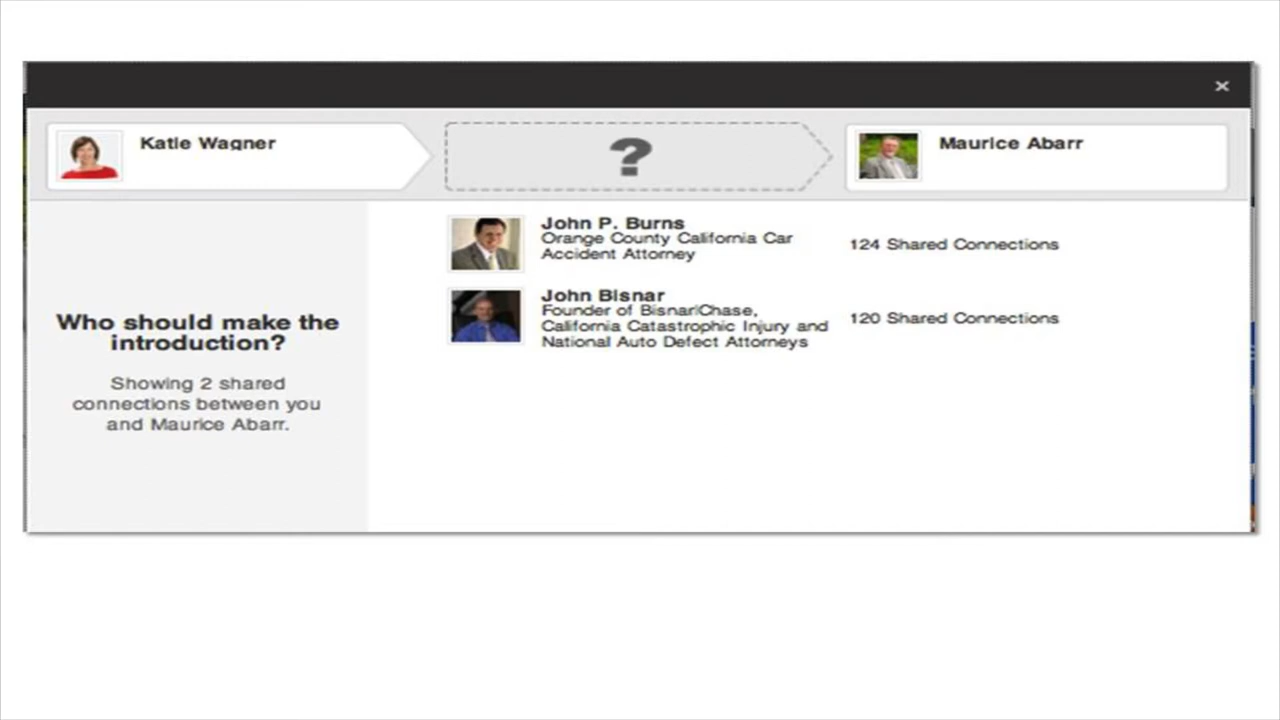 ×
Katie Wagner
?
Maurice Abarr
Who should make the
introduction?
Showing 2 shared
connections between you
and Maurice Abarr.
John P. Burns
Orange County California Car
Accident Attorney
124 Shared Connections
John Bisnar
Founder of Bisnar|Chase,
California Catastrophic Injury and
National Auto Defect Attorneys
120 Shared Connections